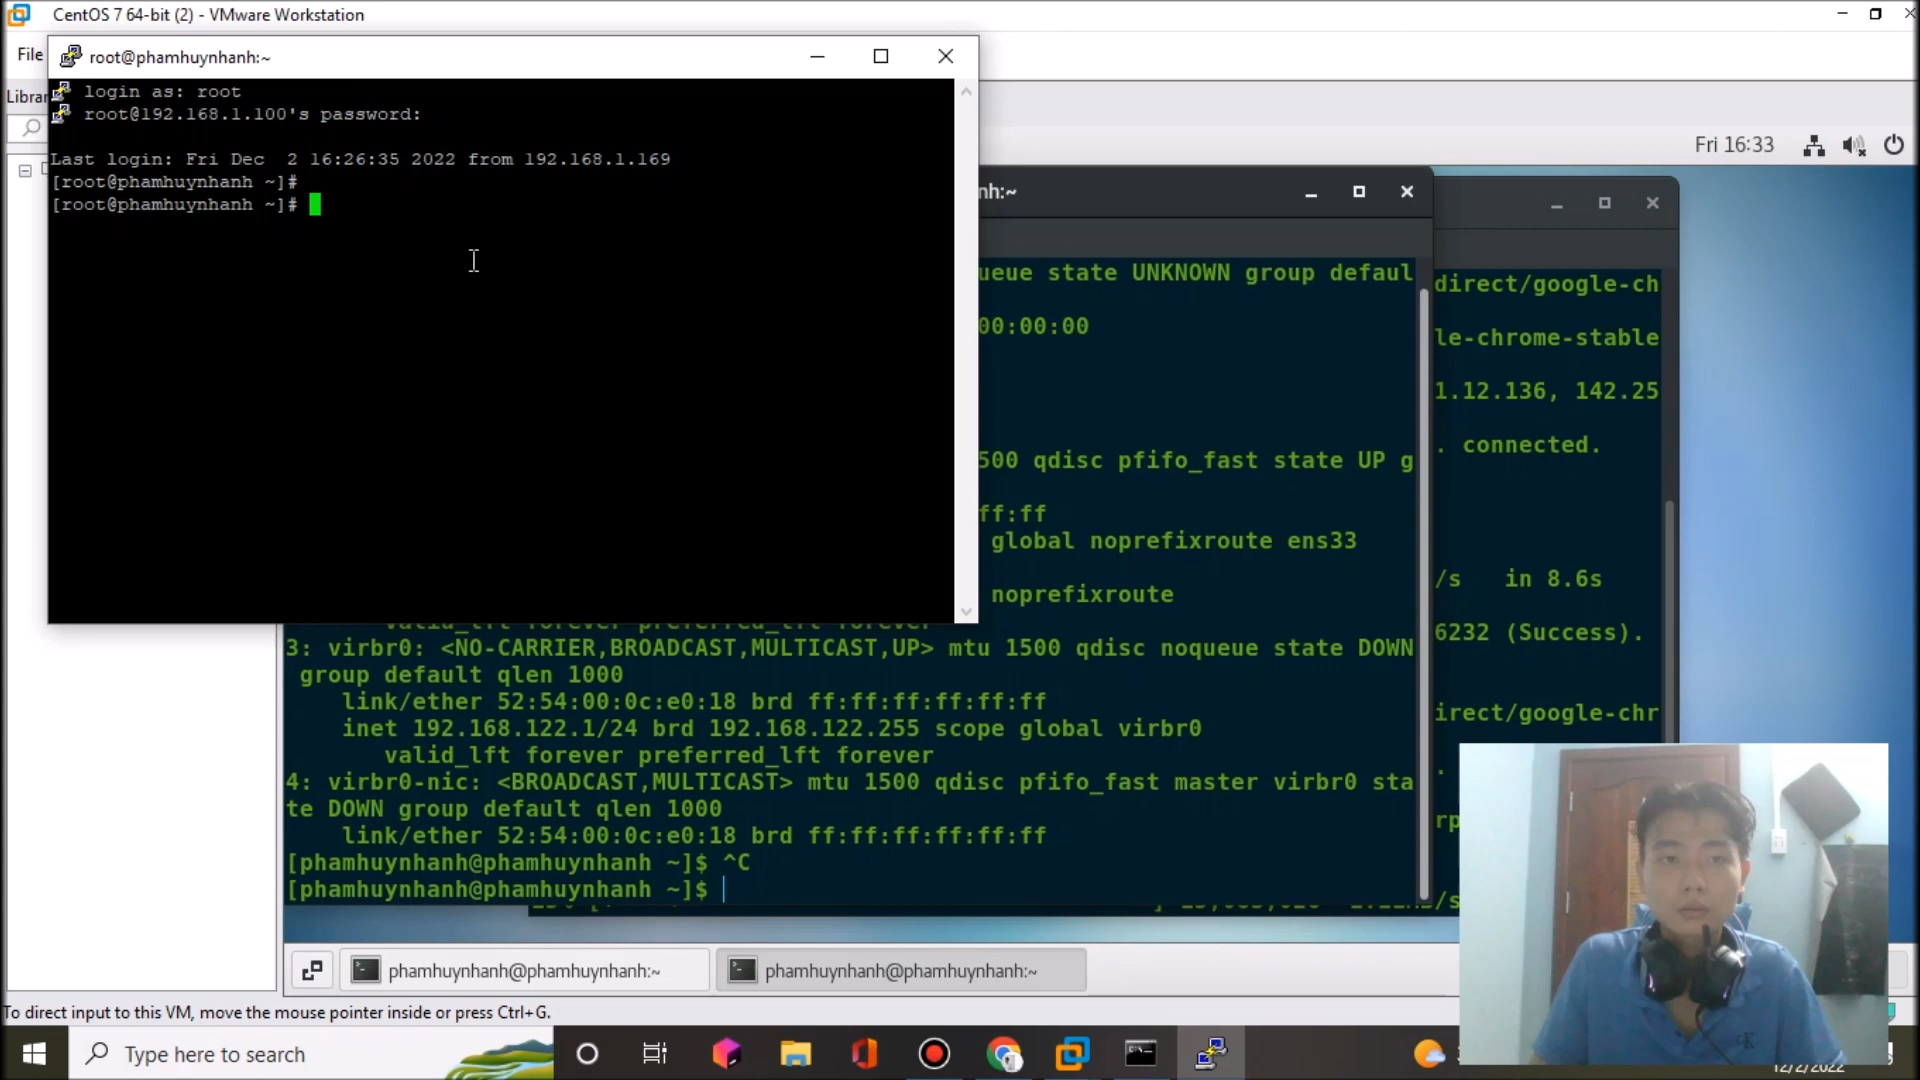 CentOS 7 64-bit (2) - VMware Workstation
File
root@phamhuynhanh:~
login as: root
root@192.168.1.100's password:
Last login: Fri Dec  2 16:26:35 2022 from 192.168.1.169
[root@phamhuynhanh ~]#
[root@phamhuynhanh ~]#
Fri 16:33
nh:~
ueue state UNKNOWN group defaul
00:00:00
500 qdisc pfifo_fast state UP g
ff:ff
global noprefixroute ens33
noprefixroute
valid_lft forever preferred_lft forever
3: virbr0: <NO-CARRIER,BROADCAST,MULTICAST,UP> mtu 1500 qdisc noqueue state DOWN
group default qlen 1000
link/ether 52:54:00:0c:e0:18 brd ff:ff:ff:ff:ff:ff
inet 192.168.122.1/24 brd 192.168.122.255 scope global virbr0
valid_lft forever preferred_lft forever
4: virbr0-nic: <BROADCAST,MULTICAST> mtu 1500 qdisc pfifo_fast master virbr0 sta
te DOWN group default qlen 1000
link/ether 52:54:00:0c:e0:18 brd ff:ff:ff:ff:ff:ff
[phamhuynhanh@phamhuynhanh ~]$ ^C
[phamhuynhanh@phamhuynhanh ~]$
direct/google-ch
le-chrome-stable
1.12.136, 142.25
. connected.
/s   in 8.6s
6232 (Success).
irect/google-chr
phamhuynhanh@phamhuynhanh:~
phamhuynhanh@phamhuynhanh:~
To direct input to this VM, move the mouse pointer inside or press Ctrl+G.
Type here to search
12/2/2022